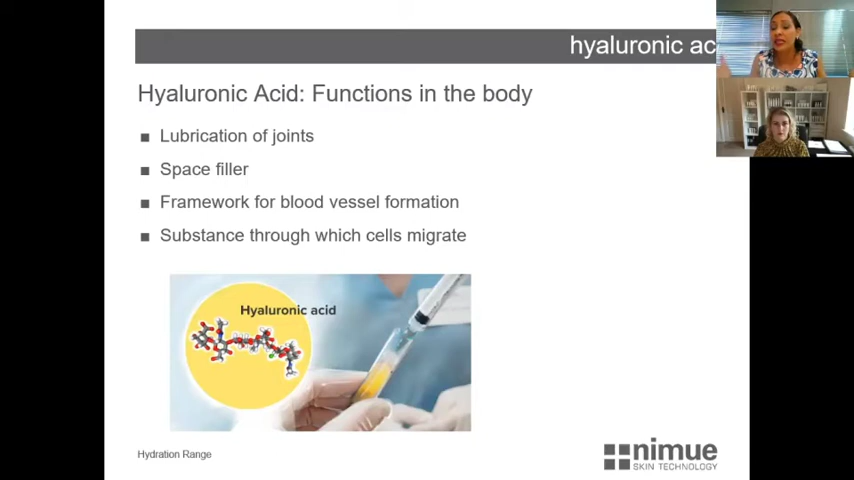 hyaluronic ac
Hyaluronic Acid: Functions in the body
■ Lubrication of joints
■ Space filler
■ Framework for blood vessel formation
■ Substance through which cells migrate
Hyaluronic acid
Hydration Range
nimue
SKIN TECHNOLOGY